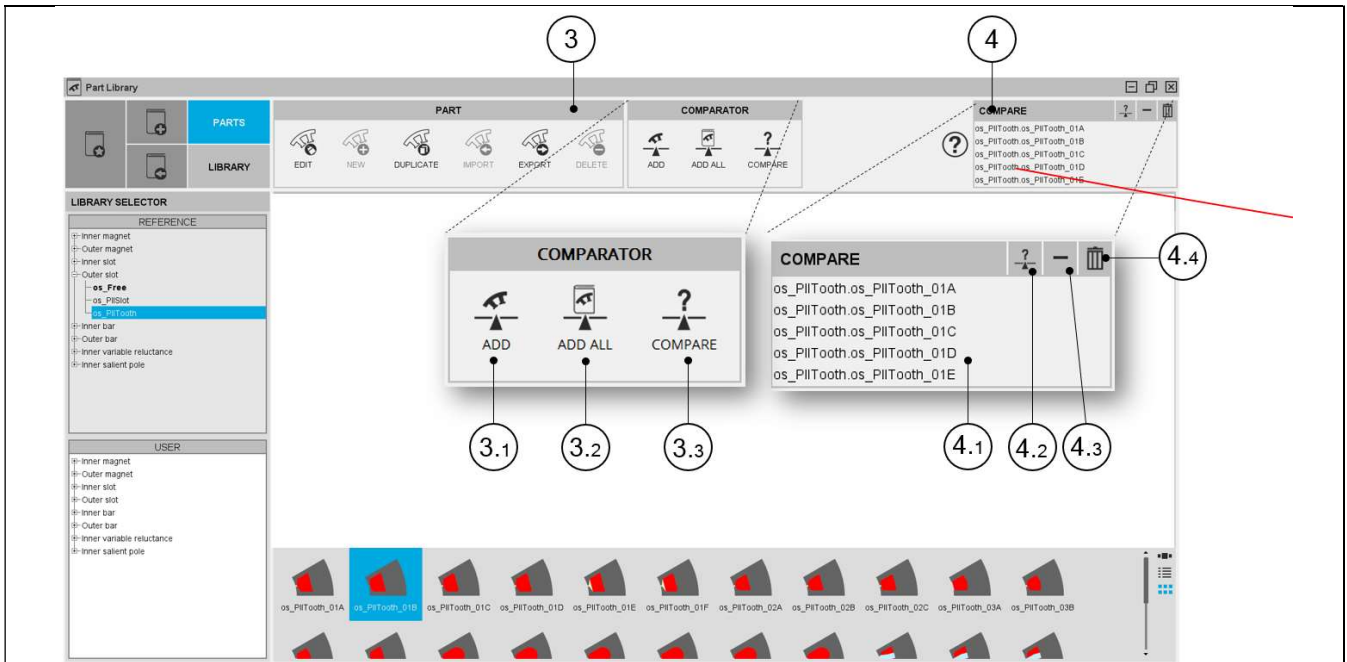 3
4
Part Library
PARTS
LIBRARY
PART
EDIT
NEW
DUPLICATE
IMPORT
EXPORT
DELETE
COMPARATOR
ADD
ADD ALL
COMPARE
?
COMPARE
os_PllTooth.os_PllTooth_01A
os_PllTooth.os_PllTooth_01B
os_PllTooth.os_PllTooth_01C
os_PllTooth.os_PllTooth_01D
os_PllTooth.os_PllTooth_01E
LIBRARY SELECTOR
REFERENCE
Inner magnet
Outer magnet
Inner slot
Outer slot
os_Free
os_PllSlot
os_PllTooth
Inner bar
Outer bar
Inner variable reluctance
Inner salient pole
COMPARATOR
ADD
ADD ALL
COMPARE
COMPARE
os_PllTooth.os_PllTooth_01A
os_PllTooth.os_PllTooth_01B
os_PllTooth.os_PllTooth_01C
os_PllTooth.os_PllTooth_01D
os_PllTooth.os_PllTooth_01E
4.4
3.1
3.2
3.3
4.1
4.2
4.3
USER
Inner magnet
Outer magnet
Inner slot
Outer slot
Inner bar
Outer bar
Inner variable reluctance
Inner salient pole
os_PllTooth_01A
os_PllTooth_01B
os_PllTooth_01C
os_PllTooth_01D
os_PllTooth_01E
os_PllTooth_01F
os_PllTooth_02A
os_PllTooth_02B
os_PllTooth_02C
os_PllTooth_03A
os_PllTooth_03B